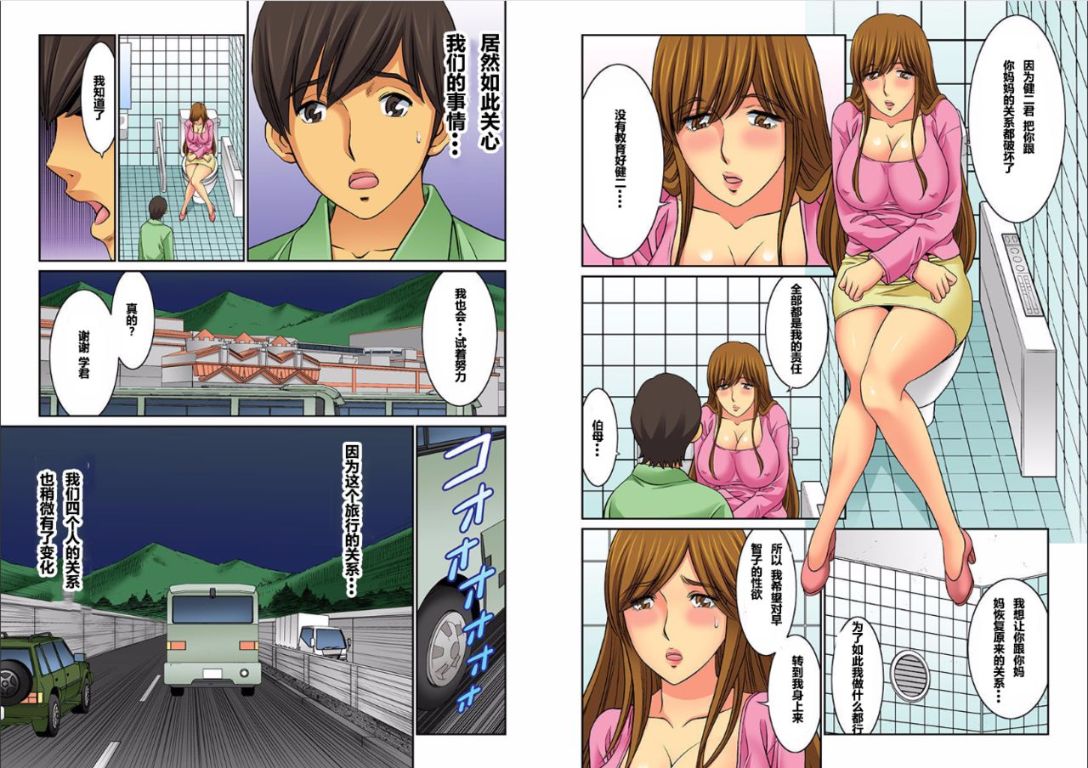 因为健二君 把你跟
你妈妈的关系都破坏了
没有教育好健二……
全部都是我的责任
伯母…
我想让你跟你妈
妈恢复原来的关系…
为了如此我做什么都行
所以 我希望对早
智子的性欲
转到我身上来
居然如此关心
我们的事情…
我知道了
我也会…试着努力
真的？
谢谢 学君
コオオオオオオオ
因为这个旅行的关系…
我们四个人的关系
也稍微有了变化